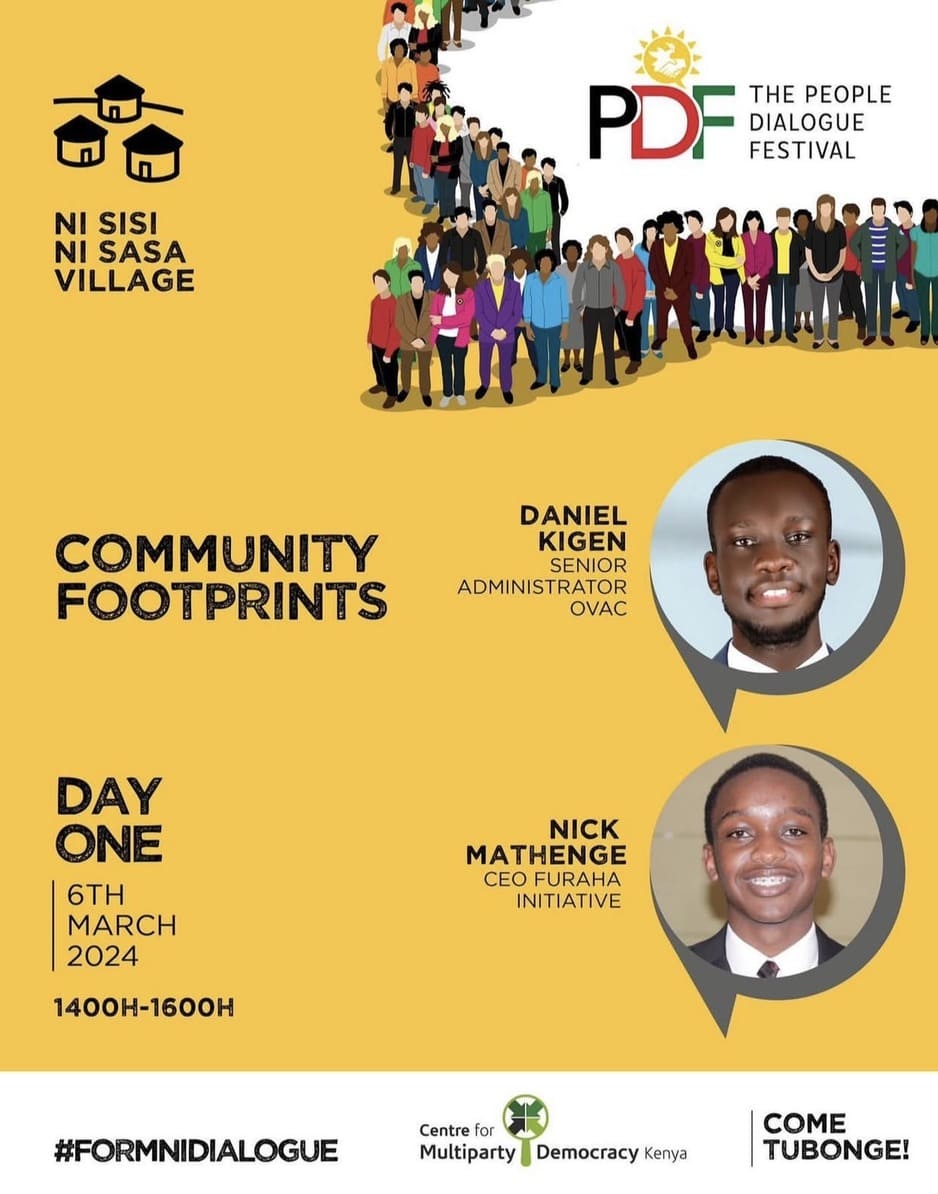 PDF
THE PEOPLE
DIALOGUE
FESTIVAL
NI SISI
NI SASA
VILLAGE
COMMUNITY
FOOTPRINTS
DANIEL
KIGEN
SENIOR
ADMINISTRATOR
OVAC
DAY
ONE
6TH
MARCH
2024
1400H-1600H
NICK
MATHENGE
CEO FURAHA
INITIATIVE
#FORMNIDIALOGUE
Centre for
Multiparty Democracy Kenya
COME
TUBONGE!